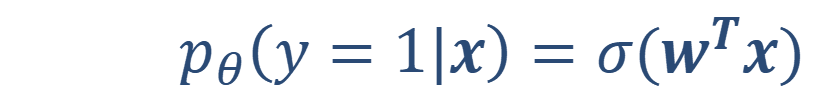 p_θ(y = 1|x) = σ(w^T x)